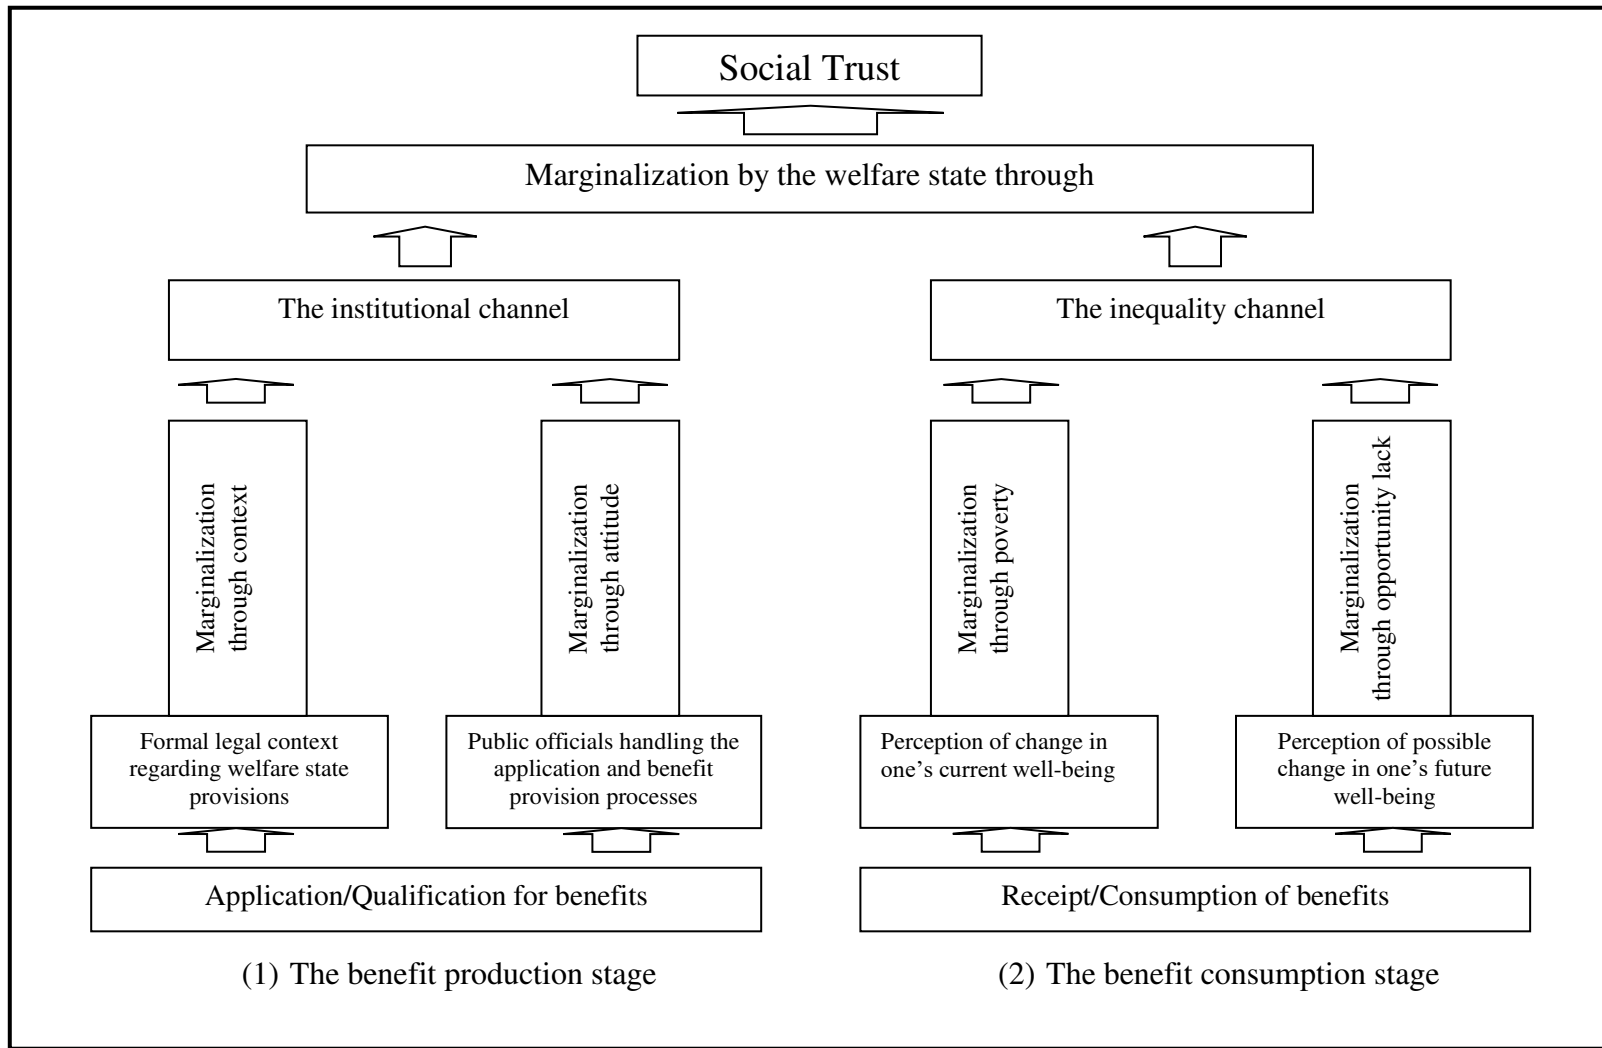 Social Trust
Marginalization by the welfare state through
The institutional channel
The inequality channel
Marginalization
through context
Marginalization
through attitude
Marginalization
through poverty
Marginalization
through opportunity lack
Formal legal context
regarding welfare state
provisions
Public officials handling the
application and benefit
provision processes
Perception of change in
one’s current well-being
Perception of possible
change in one’s future
well-being
Application/Qualification for benefits
Receipt/Consumption of benefits
(1) The benefit production stage
(2) The benefit consumption stage